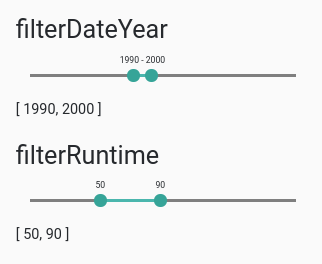 filterDateYear
1990 - 2000
[ 1990, 2000 ]
filterRuntime
50 90
[ 50, 90 ]